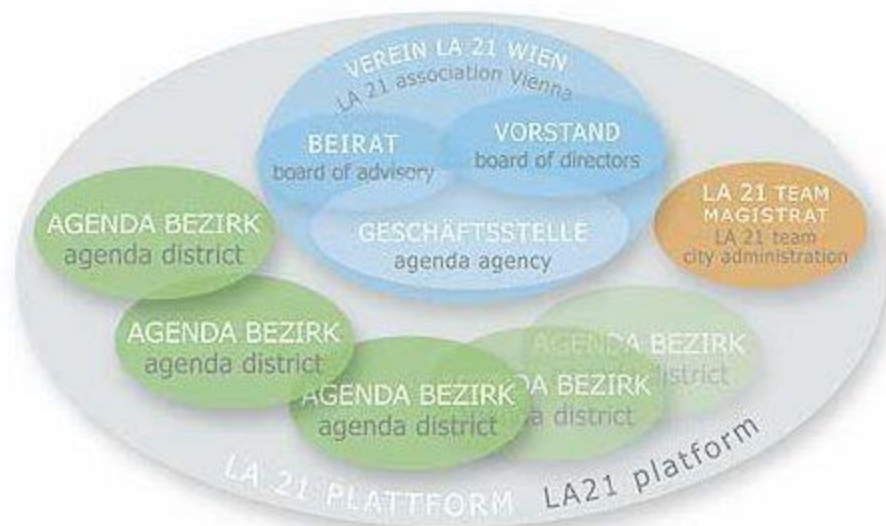 VEREIN LA 21 WIEN
LA 21 association Vienna
BEIRAT
board of advisory
VORSTAND
board of directors
GESCHÄFTSSTELLE
agenda agency
LA 21 TEAM
MAGISTRAT
LA 21 team
city administration
AGENDA BEZIRK
agenda district
AGENDA BEZIRK
agenda district
AGENDA BEZIRK
agenda district
BEZIRK
district
AGENDA BEZIRK
district
LA 21 PLATTFORM
LA21 platform